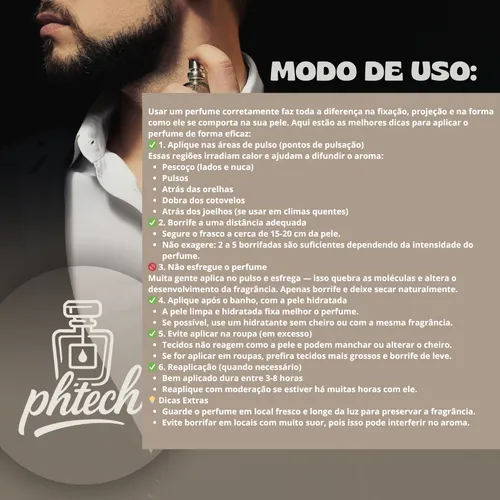 MODO DE USO:
Usar um perfume corretamente faz toda a diferença na fixação, projeção e na forma
como ele se comporta na sua pele. Aqui estão as melhores dicas para aplicar o
perfume de forma eficaz:
✅ 1. Aplique nas áreas de pulso (pontos de pulsação)
Essas regiões irradiam calor e ajudam a difundir o aroma:
• Pescoço (lados e nuca)
• Pulsos
• Atrás das orelhas
• Dobra dos cotovelos
• Atrás dos joelhos (se usar em climas quentes)
✅ 2. Borrife a uma distância adequada
• Segure o frasco a cerca de 15-20 cm da pele.
• Não exagere: 2 a 5 borrifadas são suficientes dependendo da intensidade do
perfume.
🚫 3. Não esfregue o perfume
Muita gente aplica no pulso e esfrega — isso quebra as moléculas e altera o
desenvolvimento da fragrância. Apenas borrife e deixe secar naturalmente.
✅ 4. Aplique após o banho, com a pele hidratada
• A pele limpa e hidratada fixa melhor o perfume.
• Se possível, use um hidratante sem cheiro ou com a mesma fragrância.
✅ 5. Evite aplicar na roupa (em excesso)
• Tecidos não reagem como a pele e podem manchar ou alterar o cheiro.
• Se for aplicar em roupas, prefira tecidos mais grossos e borrife de leve.
✅ 6. Reaplicação (quando necessário)
• Bem aplicado dura entre 3-8 horas
• Reaplique com moderação se estiver há muitas horas com ele.
💡 Dicas Extras
• Guarde o perfume em local fresco e longe da luz para preservar a fragrância.
• Evite borrifar em locais com muito suor, pois isso pode interferir no aroma.
phtech